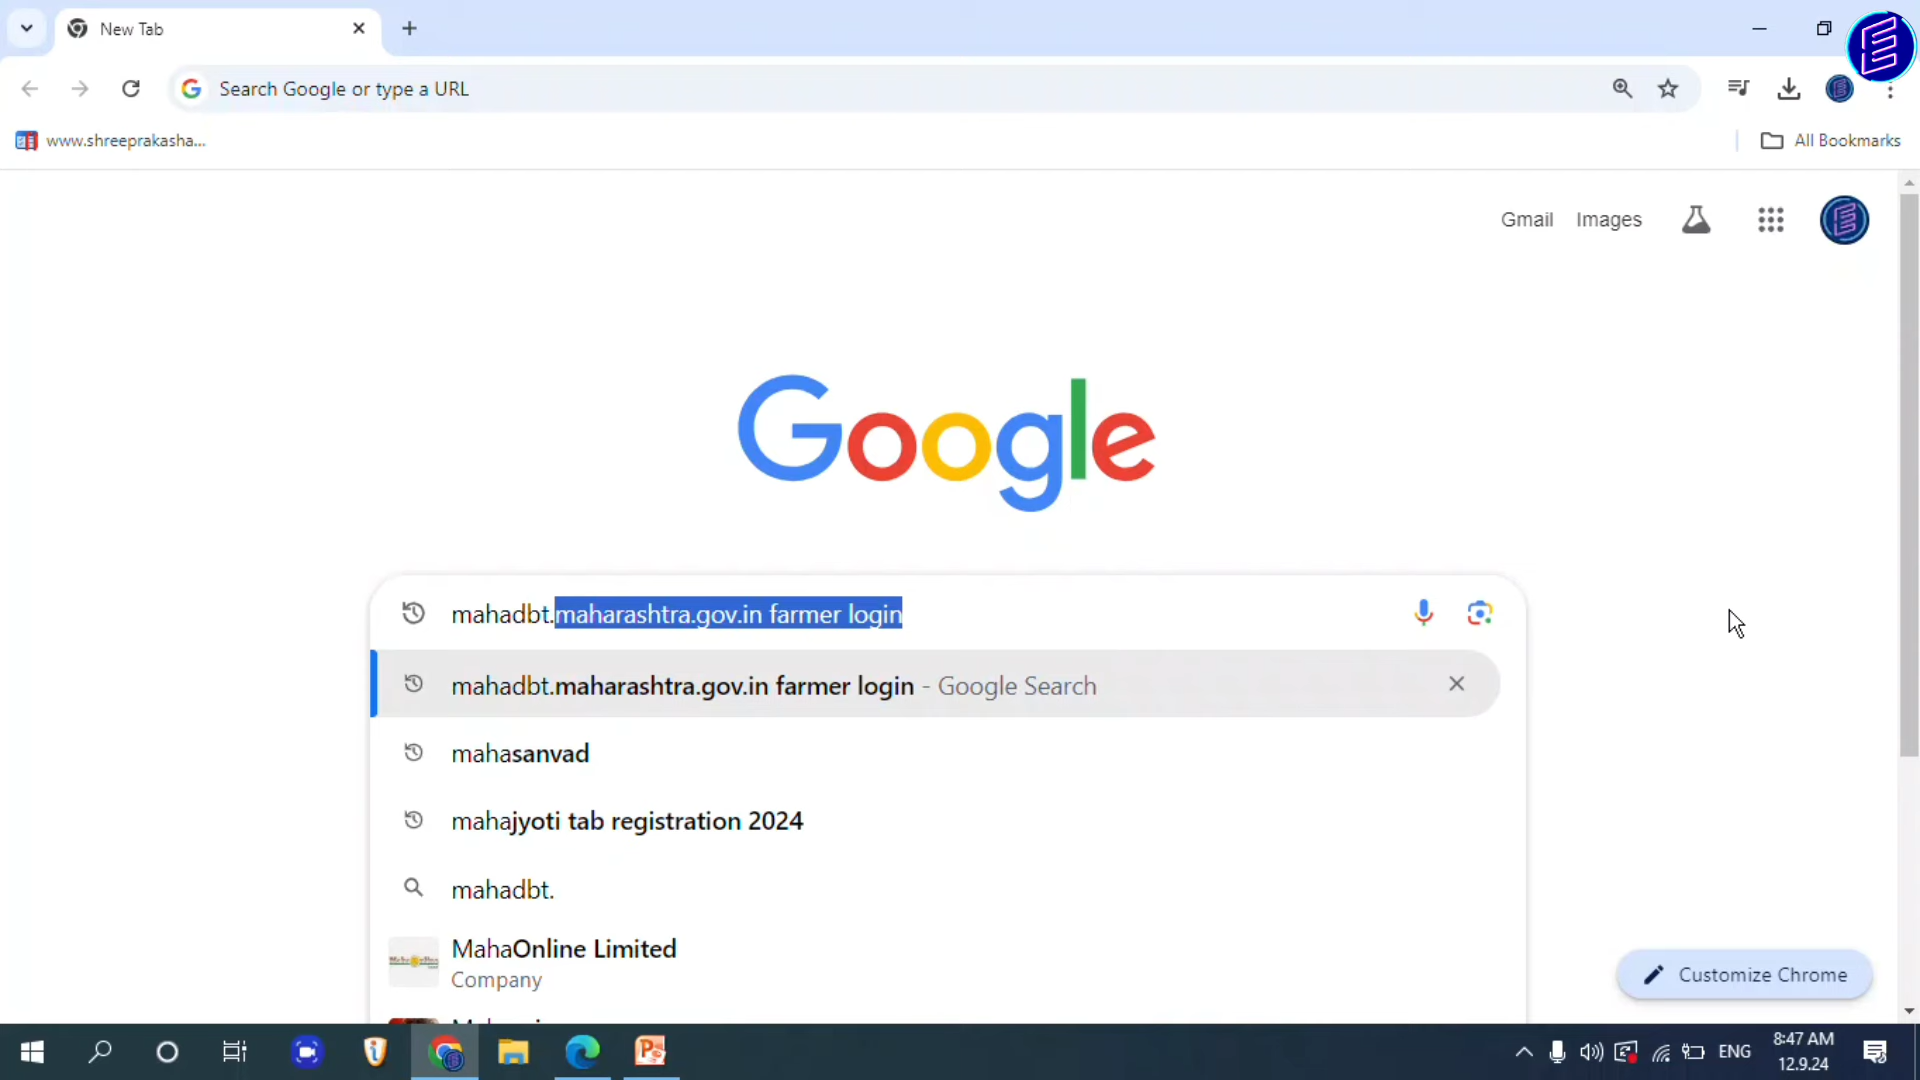 New Tab
Search Google or type a URL
www.shreeprakasha...
All Bookmarks
Gmail Images
Google
mahadbt.maharashtra.gov.in farmer login
mahadbt.maharashtra.gov.in farmer login - Google Search
mahasanvad
mahajyoti tab registration 2024
mahadbt.
MahaOnline Limited
Company
Customize Chrome
ENG
8:47 AM
12.9.24